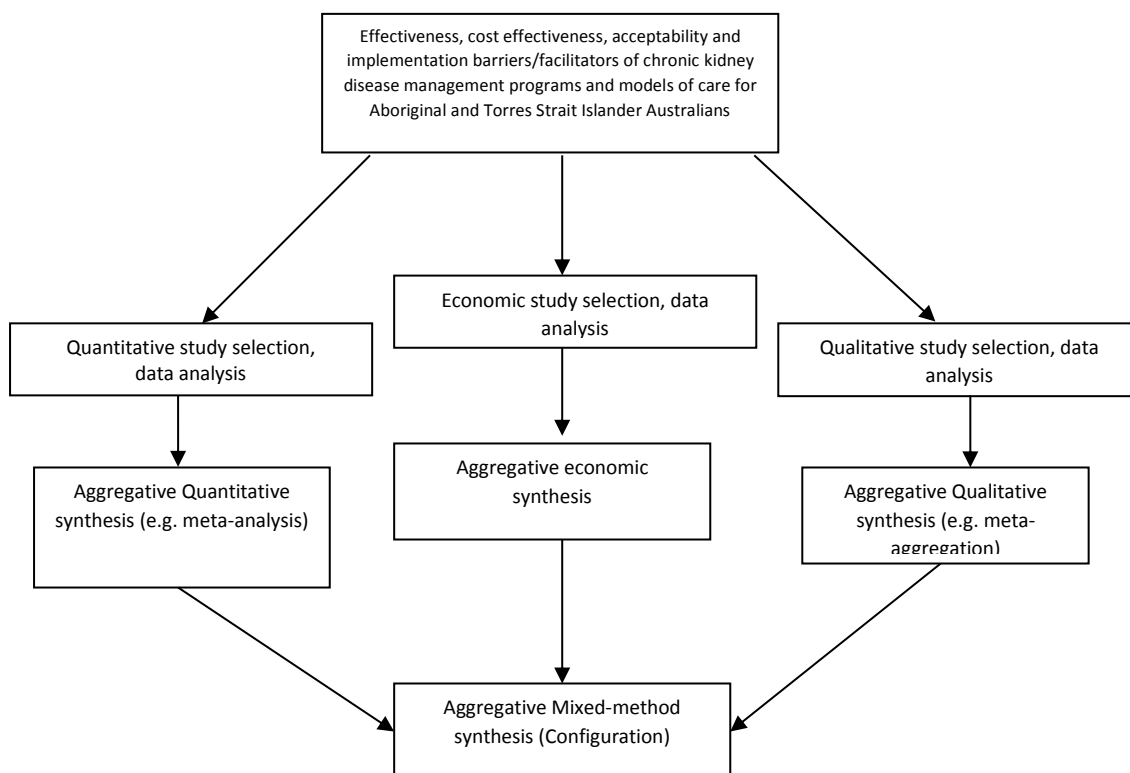 Effectiveness, cost effectiveness, acceptability and
implementation barriers/facilitators of chronic kidney
disease management programs and models of care for
Aboriginal and Torres Strait Islander Australians
Economic study selection, data
analysis
Quantitative study selection,
data analysis
Qualitative study selection, data
analysis
Aggregative Quantitative
synthesis (e.g. meta-analysis)
Aggregative economic
synthesis
Aggregative Qualitative
synthesis (e.g. meta-
aggregation)
Aggregative Mixed-method
synthesis (Configuration)